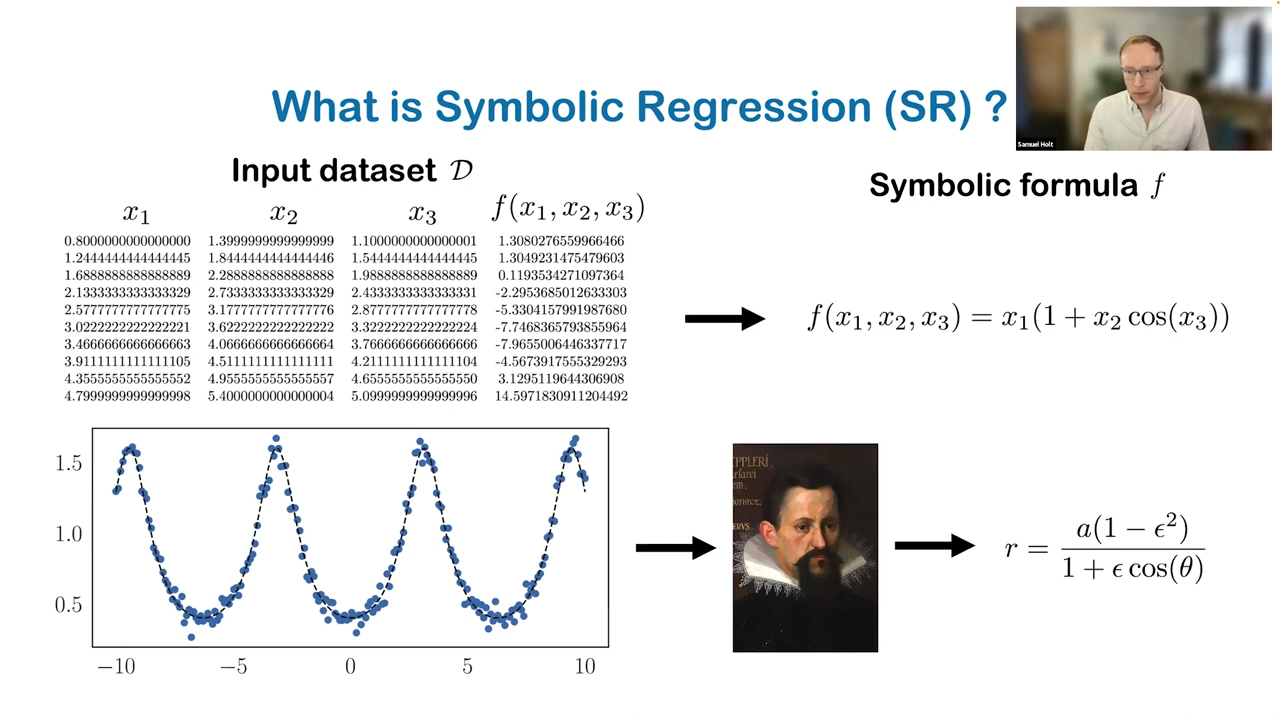 What is Symbolic Regression (SR) ?
Samuel Holt
Input dataset 𝒟
Symbolic formula f
x₁ x₂ x₃ f(x₁, x₂, x₃)
0.8000000000000000 1.3999999999999999 1.1000000000000001 1.3080276559966466
1.2444444444444445 1.8444444444444446 1.5444444444444445 1.3049231475479603
1.6888888888888889 2.2888888888888888 1.9888888888888889 0.1193534271097364
2.1333333333333329 2.7333333333333329 2.4333333333333331 -2.2953685012633303
2.5777777777777775 3.1777777777777776 2.8777777777777778 -5.3304157991987680
3.0222222222222221 3.6222222222222222 3.3222222222222224 -7.7468365793855964
3.4666666666666663 4.0666666666666664 3.7666666666666666 -7.9655006446337717
3.9111111111111105 4.5111111111111111 4.2111111111111104 -4.5673917555329293
4.3555555555555552 4.9555555555555557 4.6555555555555550 3.1295119644306908
4.7999999999999998 5.4000000000000004 5.0999999999999996 14.5971830911204492
f(x₁, x₂, x₃) = x₁(1 + x₂ cos(x₃))
1.5
1.0
0.5
−10 −5 0 5 10
EPPLERI,
r = a(1 − ϵ²) / 1 + ϵ cos(θ)